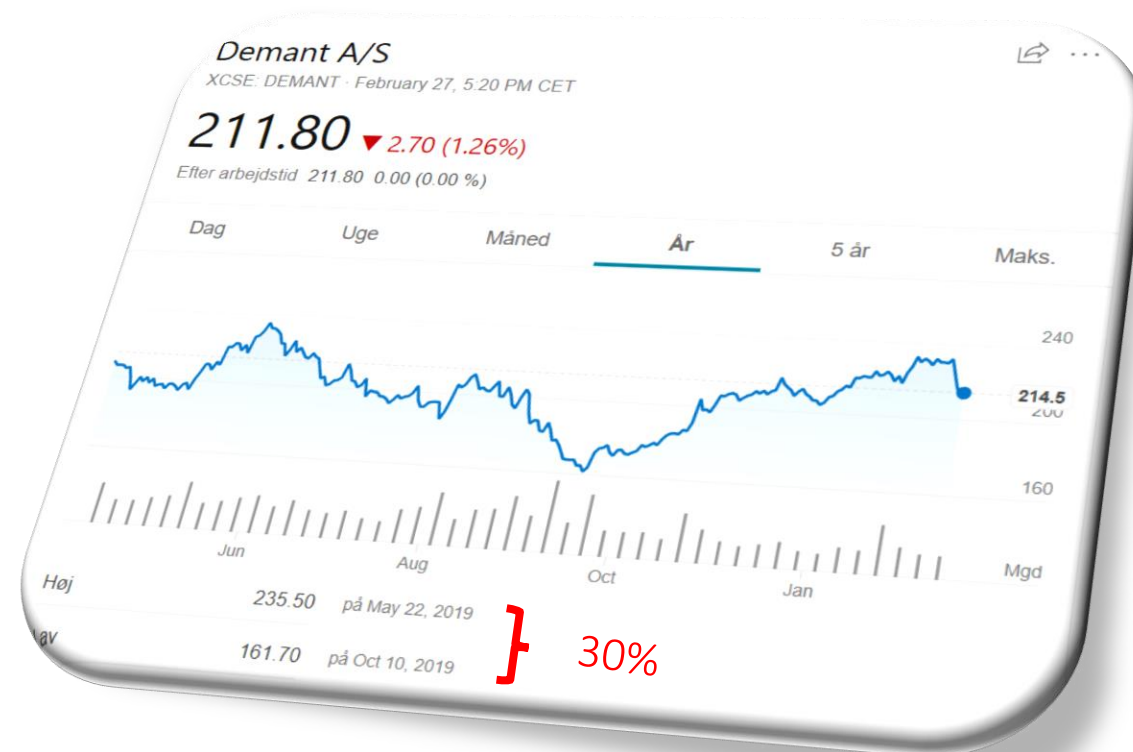 Demant A/S
XCSE: DEMANT · February 27, 5:20 PM CET
211.80 ▼ 2.70 (1.26%)
Efter arbejdstid 211.80 0.00 (0.00 %)
Dag Uge Måned År 5 år Maks.
240
214.5
200
160
Mgd
Jun Aug Oct Jan
Høj 235.50 på May 22, 2019
av 161.70 på Oct 10, 2019
30%